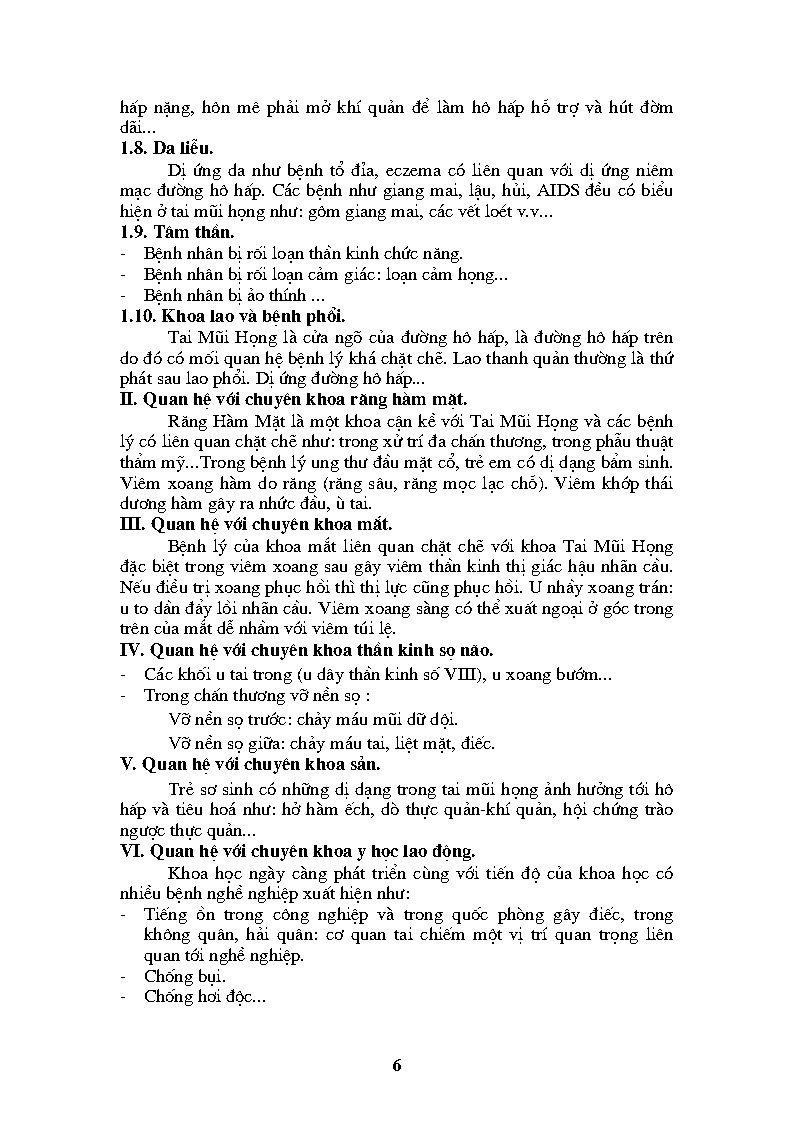 hấp nặng, hôn mê phải mở khí quản để làm hô hấp hỗ trợ và hút đờm
dãi...
1.8. Da liễu.
Dị ứng da như bệnh tổ đỉa, eczema có liên quan với dị ứng niêm
mạc đường hô hấp. Các bệnh như giang mai, lậu, hủi, AIDS đều có biểu
hiện ở tai mũi họng như: gôm giang mai, các vết loét v.v...
1.9. Tâm thần.
- Bệnh nhân bị rối loạn thần kinh chức năng.
- Bệnh nhân bị rối loạn cảm giác: loạn cảm họng...
- Bệnh nhân bị ảo thính ...
1.10. Khoa lao và bệnh phổi.
Tai Mũi Họng là cửa ngõ của đường hô hấp, là đường hô hấp trên
do đó có mối quan hệ bệnh lý khá chặt chẽ. Lao thanh quản thường là thứ
phát sau lao phổi. Dị ứng đường hô hấp...
II. Quan hệ với chuyên khoa răng hàm mặt.
Răng Hàm Mặt là một khoa cận kề với Tai Mũi Họng và các bệnh
lý có liên quan chặt chẽ như: trong xử trí đa chấn thương, trong phẫu thuật
thẩm mỹ...Trong bệnh lý ung thư đầu mặt cổ, trẻ em có dị dạng bẩm sinh.
Viêm xoang hàm do răng (răng sâu, răng mọc lạc chỗ). Viêm khớp thái
dương hàm gây ra nhức đầu, ù tai.
III. Quan hệ với chuyên khoa mắt.
Bệnh lý của khoa mắt liên quan chặt chẽ với khoa Tai Mũi Họng
đặc biệt trong viêm xoang sau gây viêm thần kinh thị giác hậu nhãn cầu.
Nếu điều trị xoang phục hồi thì thị lực cũng phục hồi. U nhầy xoang trán:
u to dần đẩy lồi nhãn cầu. Viêm xoang sàng có thể xuất ngoại ở góc trong
trên của mắt dễ nhầm với viêm túi lệ.
IV. Quan hệ với chuyên khoa thần kinh sọ não.
- Các khối u tai trong (u dây thần kinh số VIII), u xoang bướm...
- Trong chấn thương vỡ nền sọ :
Vỡ nền sọ trước: chảy máu mũi dữ dội.
Vỡ nền sọ giữa: chảy máu tai, liệt mặt, điếc.
V. Quan hệ với chuyên khoa sản.
Trẻ sơ sinh có những dị dạng trong tai mũi họng ảnh hưởng tới hô
hấp và tiêu hoá như: hở hàm ếch, dò thực quản-khí quản, hội chứng trào
ngược thực quản...
VI. Quan hệ với chuyên khoa y học lao động.
Khoa học ngày càng phát triển cùng với tiến độ của khoa học có
nhiều bệnh nghề nghiệp xuất hiện như:
- Tiếng ồn trong công nghiệp và trong quốc phòng gây điếc, trong
không quân, hải quân: cơ quan tai chiếm một vị trí quan trọng liên
quan tới nghề nghiệp.
- Chống bụi.
- Chống hơi độc...
6